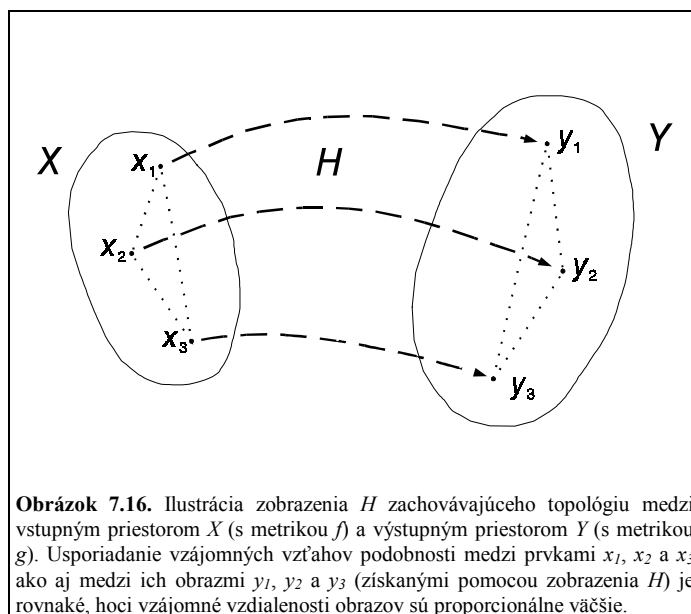 X
x₁
x₂
x₃
H
Y
y₁
y₂
y₃
Obrázok 7.16. Ilustrácia zobrazenia H zachovávajúceho topológiu medzi
vstupným priestorom X (s metrikou f) a výstupným priestorom Y (s metrikou
g). Usporiadanie vzájomných vzťahov podobnosti medzi prvkami x₁, x₂ a x₃
ako aj medzi ich obrazmi y₁, y₂ a y₃ (získanými pomocou zobrazenia H) je
rovnaké, hoci vzájomné vzdialenosti obrazov sú proporcionálne väčšie.